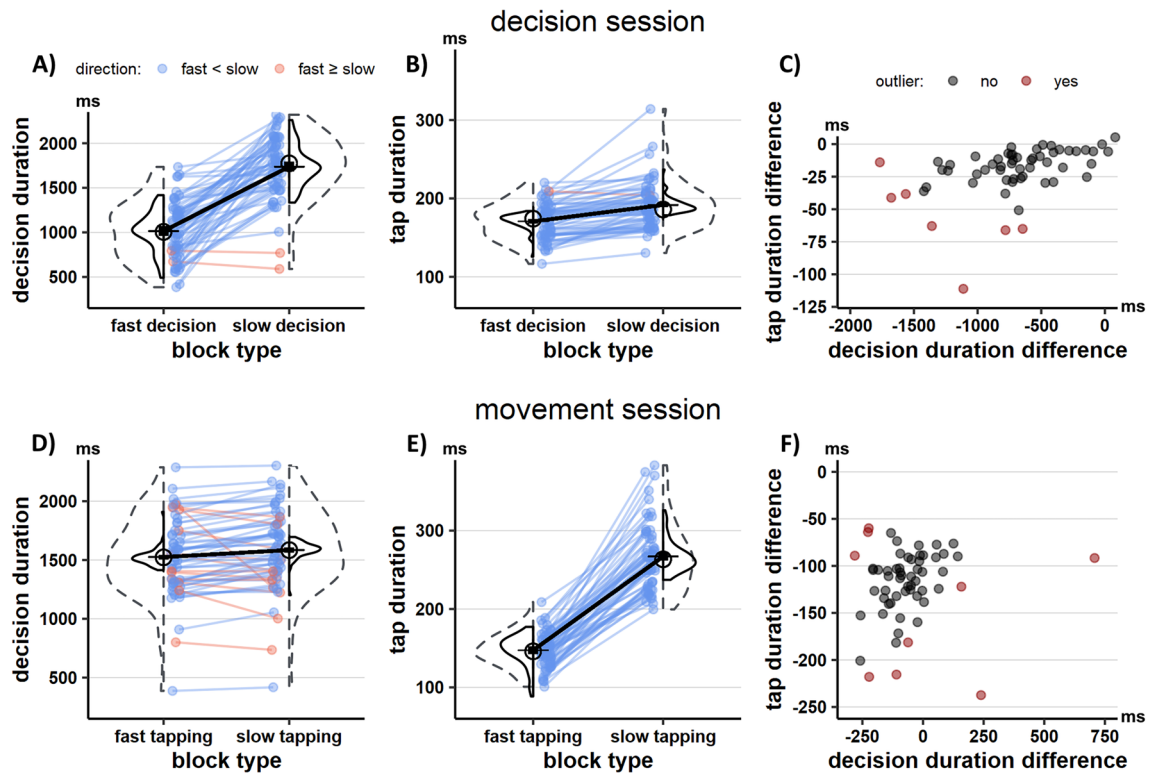 decision session
A)
direction: fast < slow fast ≥ slow
ms
decision duration
2000
1500
1000
500
fast decision slow decision
block type
B)
ms
tap duration
300
200
100
fast decision slow decision
block type
C)
outlier: no yes
ms
tap duration difference
0
-25
-50
-75
-100
-125
ms
-2000 -1500 -1000 -500 0
decision duration difference
movement session
D)
ms
decision duration
2000
1500
1000
500
fast tapping slow tapping
block type
E)
ms
tap duration
300
200
100
fast tapping slow tapping
block type
F)
ms
tap duration difference
0
-50
-100
-150
-200
-250
ms
-250 0 250 500 750
decision duration difference